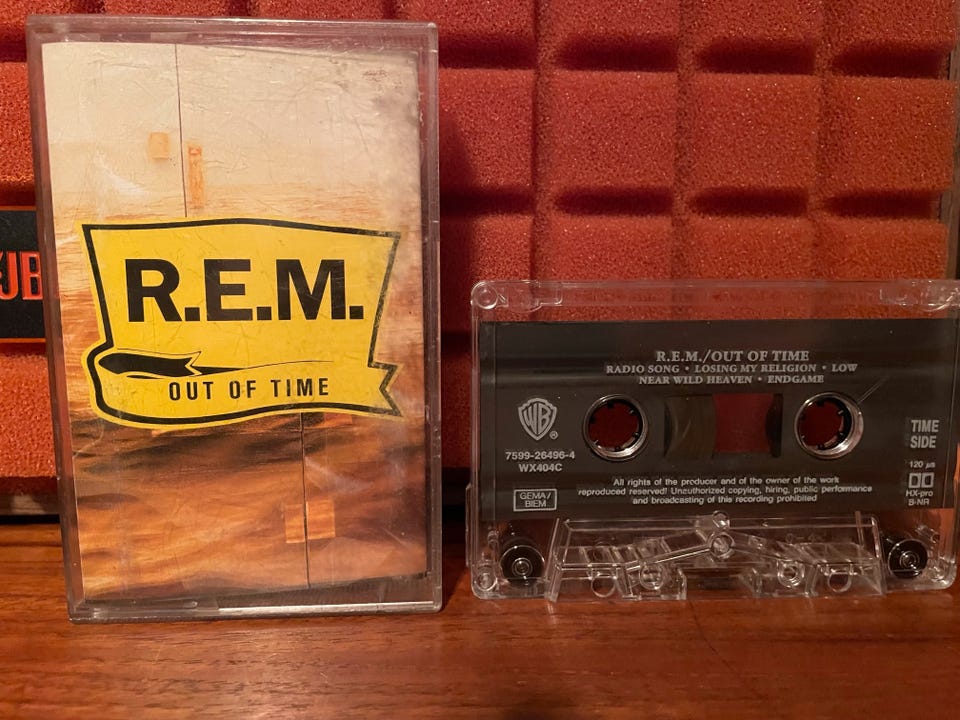 R.E.M.
OUT OF TIME
JB
R.E.M./OUT OF TIME
RADIO SONG • LOSING MY RELIGION • LOW
NEAR WILD HEAVEN • ENDGAME
WB
®
7599-26496-4
WX404C
GEMA/
BIEM
All rights of the producer and of the owner of the work
reproduced reserved! Unauthorized copying, hiring, public performance
and broadcasting of this recording prohibited
TIME
SIDE
120 µs
HX-pro
B-NR